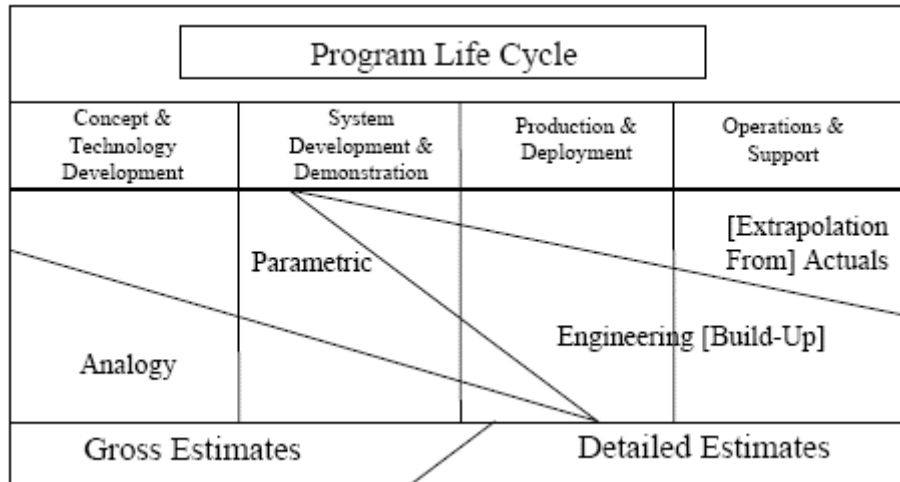 Program Life Cycle
Concept &
Technology
Development
System
Development &
Demonstration
Production &
Deployment
Operations &
Support
[Extrapolation
From] Actuals
Parametric
Engineering [Build-Up]
Analogy
Gross Estimates
Detailed Estimates